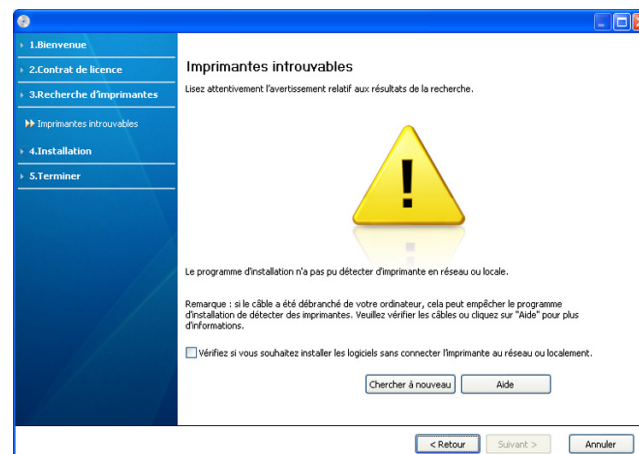 1.Bienvenue
2.Contrat de licence
3.Recherche d'imprimantes
Imprimantes introuvables
4.Installation
5.Terminer
Imprimantes introuvables
Lisez attentivement l'avertissement relatif aux résultats de la recherche.
!
Le programme d'installation n'a pas pu détecter d'imprimante en réseau ou locale.
Remarque : si le câble a été débranché de votre ordinateur, cela peut empêcher le programme
d'installation de détecter des imprimantes. Veuillez vérifier les câbles ou cliquez sur "Aide" pour plus
d'informations.
Vérifiez si vous souhaitez installer les logiciels sans connecter l'imprimante au réseau ou localement.
Chercher à nouveau
Aide
< Retour
Suivant >
Annuler